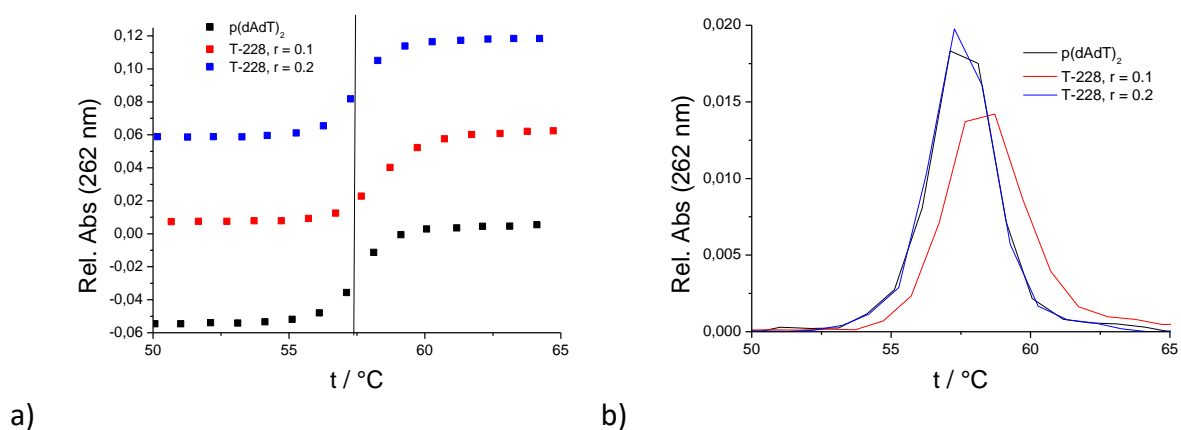 p(dAdT)2
T-228, r = 0.1
T-228, r = 0.2
0,12
0,10
0,08
0,06
0,04
0,02
0,00
-0,02
-0,04
-0,06
Rel. Abs (262 nm)
50 55 60 65
t / °C
a)
p(dAdT)2
T-228, r = 0.1
T-228, r = 0.2
0,020
0,015
0,010
0,005
0,000
Rel. Abs (262 nm)
50 55 60 65
t / °C
b)